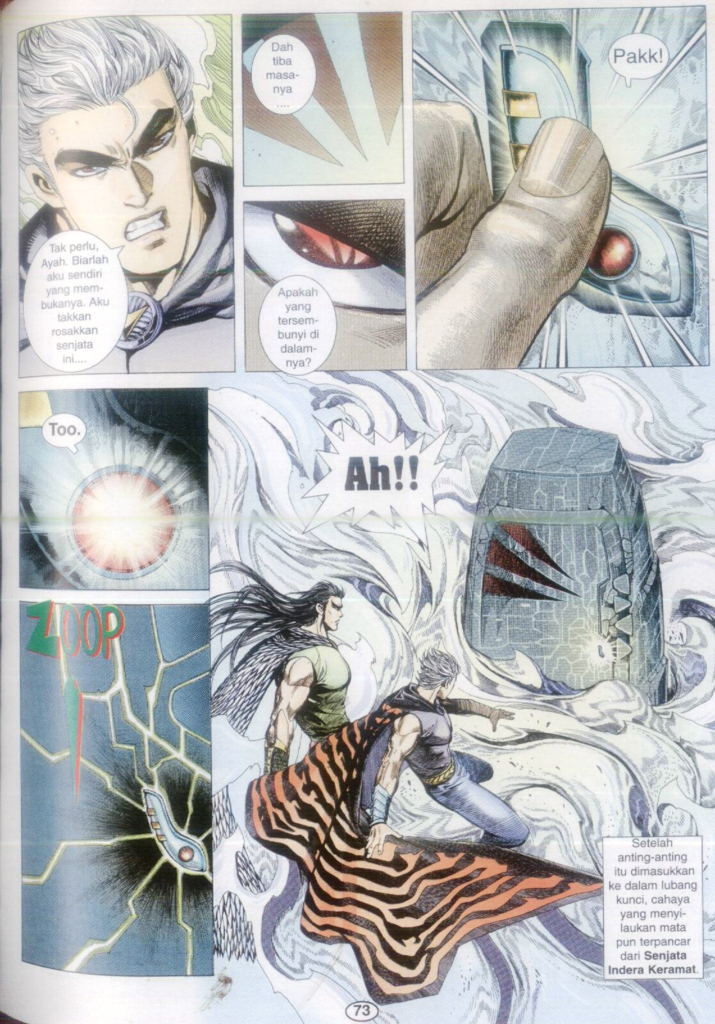 Tak perlu,
Ayah. Biarlah
aku sendiri
yang mem-
bukanya. Aku
takkan
rosakkan
senjata
ini....
Dah
tiba
masa-
nya
....
Apakah
yang
tersem-
bunyi di
dalam-
nya?
Pakk!
Too.
ZOOP
Ah!!
Setelah
anting-anting
itu dimasukkan
ke dalam lubang
kunci, cahaya
yang menyi-
laukan mata
pun terpancar
dari Senjata
Indera Keramat.
73